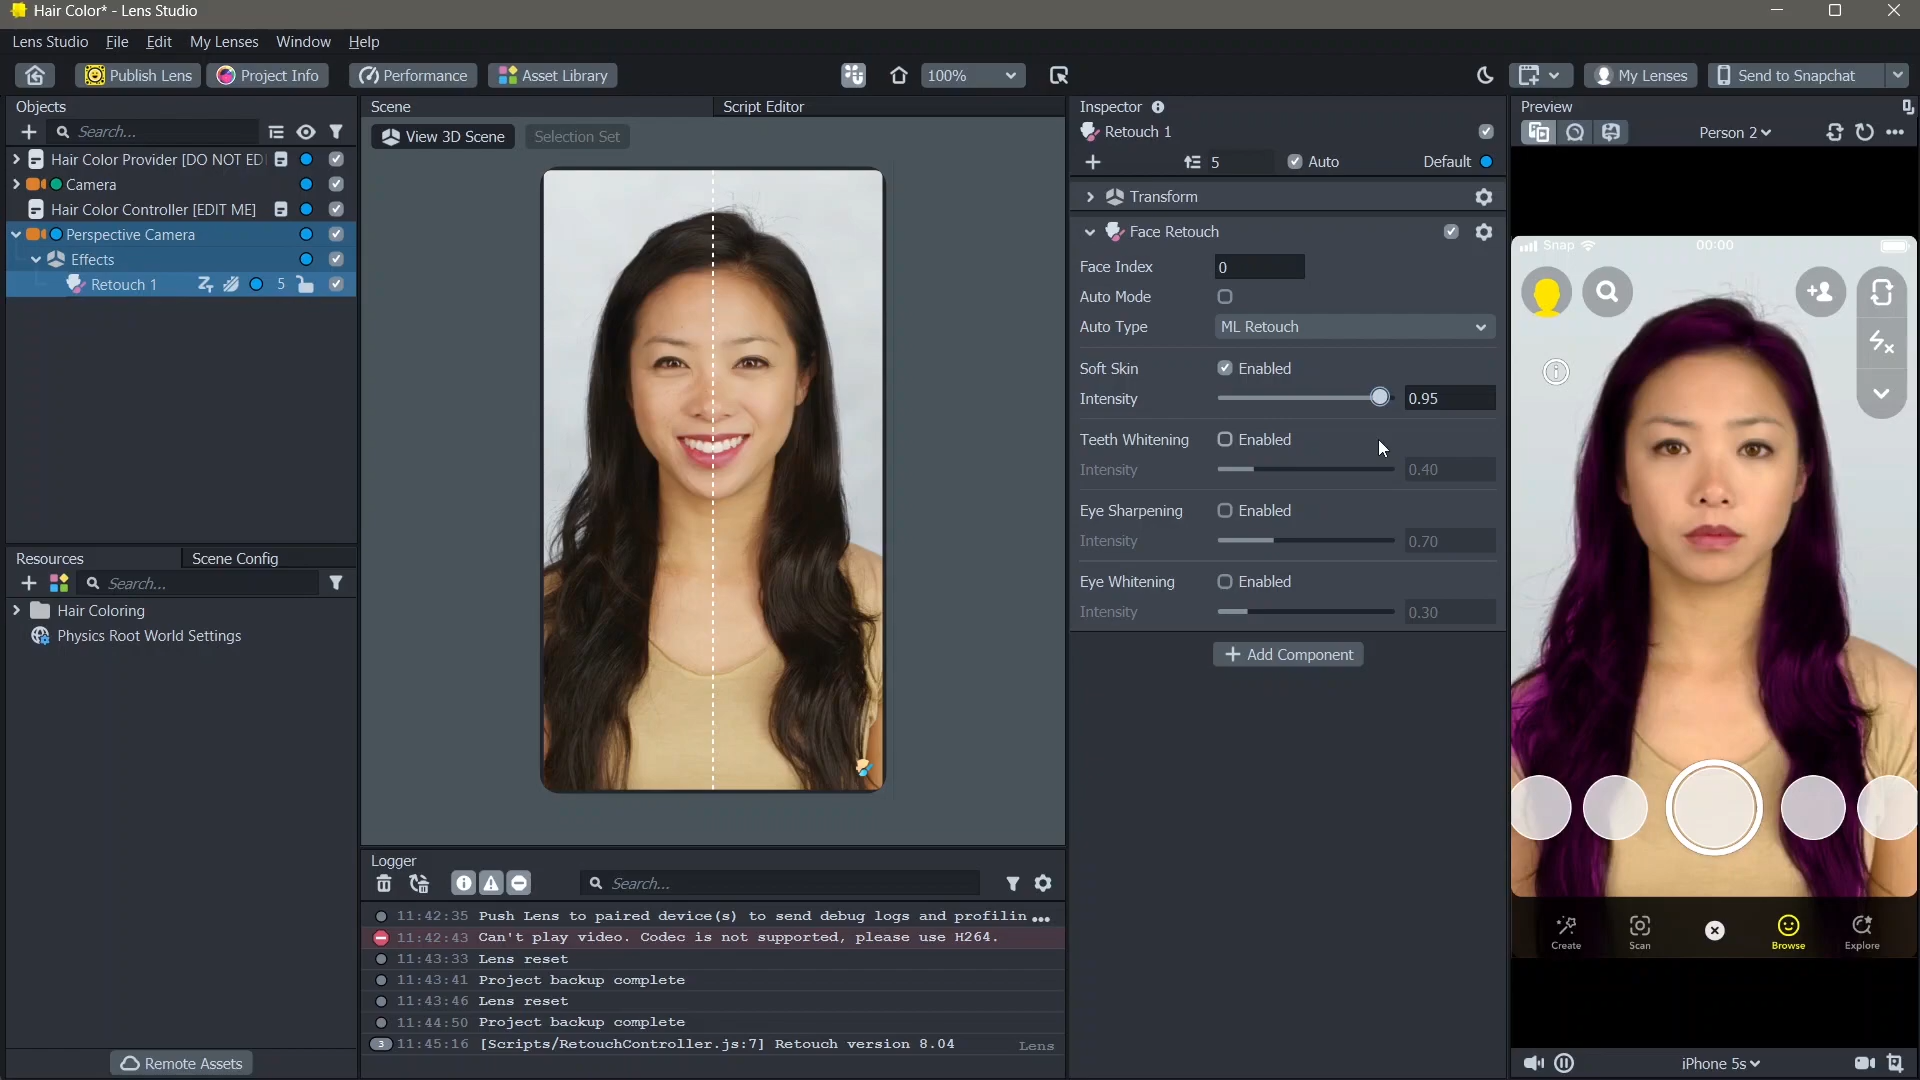 Hair Color* - Lens Studio
Lens Studio File Edit My Lenses Window Help
Publish Lens Project Info Performance Asset Library 100% My Lenses Send to Snapchat
Objects
Search...
Hair Color Provider [DO NOT ED
Camera
Hair Color Controller [EDIT ME]
Perspective Camera
Effects
Retouch 1 5
Resources Scene Config
Search...
Hair Coloring
Physics Root World Settings
Remote Assets
Scene Script Editor
View 3D Scene Selection Set
Logger
Search...
11:42:35 Push Lens to paired device(s) to send debug logs and profilin ...
11:42:43 Can't play video. Codec is not supported, please use H264.
11:43:33 Lens reset
11:43:41 Project backup complete
11:43:46 Lens reset
11:44:50 Project backup complete
3 11:45:16 [Scripts/RetouchController.js:7] Retouch version 8.04 Lens
Inspector
Retouch 1
5 Auto Default
Transform
Face Retouch
Face Index 0
Auto Mode
Auto Type ML Retouch
Soft Skin Enabled
Intensity 0.95
Teeth Whitening Enabled
Intensity 0.40
Eye Sharpening Enabled
Intensity 0.70
Eye Whitening Enabled
Intensity 0.30
+ Add Component
Preview
Person 2
Snap 00:00
Create Scan Browse Explore
iPhone 5s